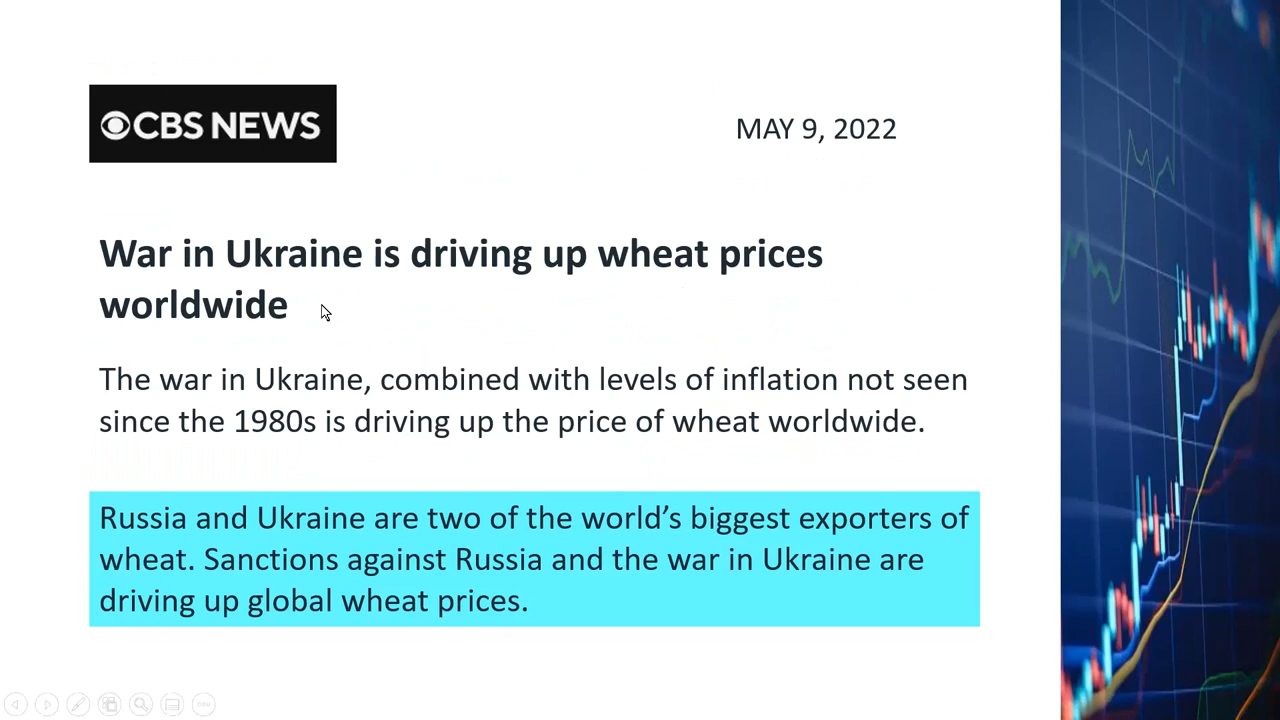 CBS NEWS
MAY 9, 2022
War in Ukraine is driving up wheat prices
worldwide
The war in Ukraine, combined with levels of inflation not seen
since the 1980s is driving up the price of wheat worldwide.
Russia and Ukraine are two of the world’s biggest exporters of
wheat. Sanctions against Russia and the war in Ukraine are
driving up global wheat prices.